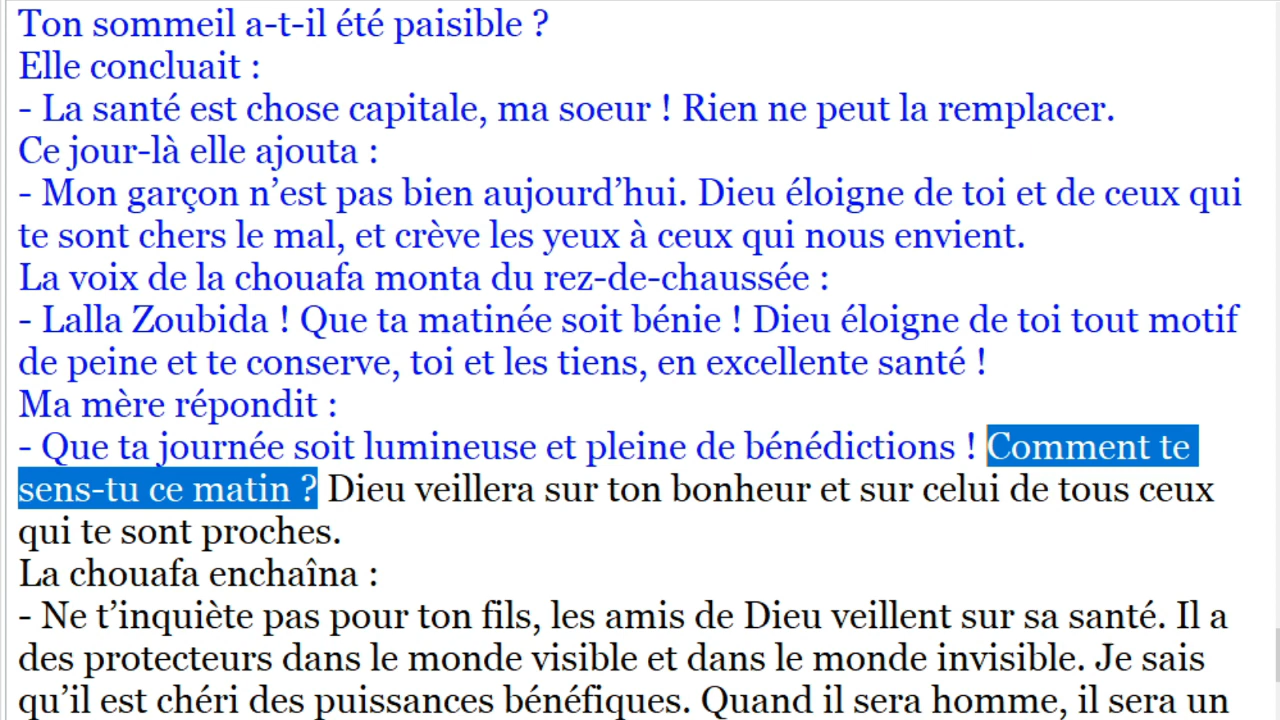 Ton sommeil a-t-il été paisible ?
Elle concluait :
- La santé est chose capitale, ma soeur ! Rien ne peut la remplacer.
Ce jour-là elle ajouta :
- Mon garçon n’est pas bien aujourd’hui. Dieu éloigne de toi et de ceux qui
te sont chers le mal, et crève les yeux à ceux qui nous envient.
La voix de la chouafa monta du rez-de-chaussée :
- Lalla Zoubida ! Que ta matinée soit bénie ! Dieu éloigne de toi tout motif
de peine et te conserve, toi et les tiens, en excellente santé !
Ma mère répondit :
- Que ta journée soit lumineuse et pleine de bénédictions ! Comment te
sens-tu ce matin ? Dieu veillera sur ton bonheur et sur celui de tous ceux
qui te sont proches.
La chouafa enchaîna :
- Ne t’inquiète pas pour ton fils, les amis de Dieu veillent sur sa santé. Il a
des protecteurs dans le monde visible et dans le monde invisible. Je sais
qu’il est chéri des puissances bénéfiques. Quand il sera homme, il sera un